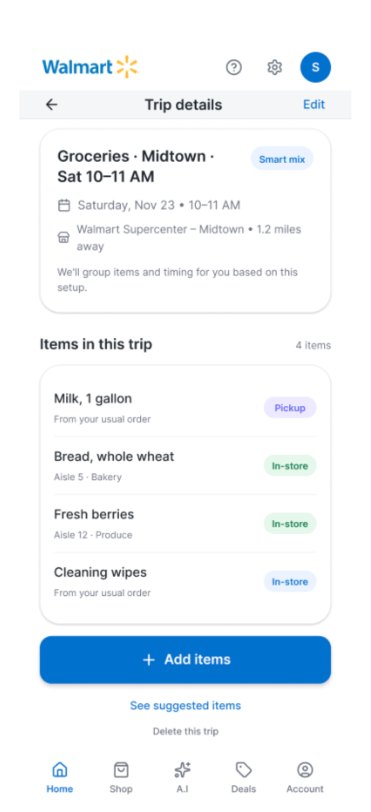 Walmart
S
Trip details
Edit
Groceries · Midtown ·
Sat 10–11 AM
Smart mix
Saturday, Nov 23 • 10–11 AM
Walmart Supercenter – Midtown • 1.2 miles
away
We'll group items and timing for you based on this
setup.
Items in this trip
4 items
Milk, 1 gallon
From your usual order
Pickup
Bread, whole wheat
Aisle 5 · Bakery
In-store
Fresh berries
Aisle 12 · Produce
In-store
Cleaning wipes
From your usual order
In-store
+ Add items
See suggested items
Delete this trip
Home
Shop
A.I
Deals
Account